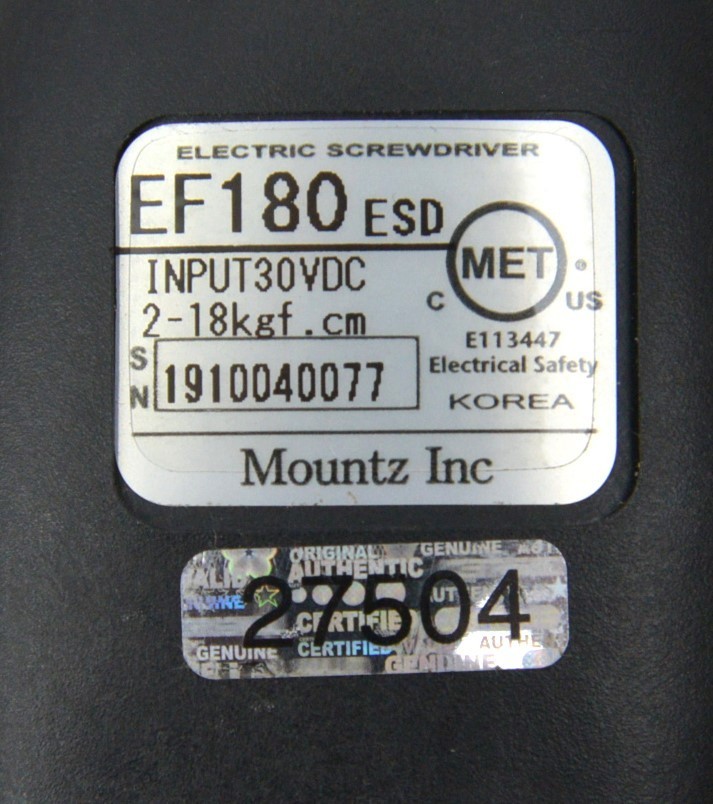 ELECTRIC SCREWDRIVER
EF180 ESD
INPUT30VDC
2-18kgf.cm
MET
C US
E113447
Electrical Safety
SN 1910040077
KOREA
Mountz Inc
ORIGINAL GENUINE
AUTHENTIC
27504
CERTIFIED
GENUINE CERTIFIED
GENUINE